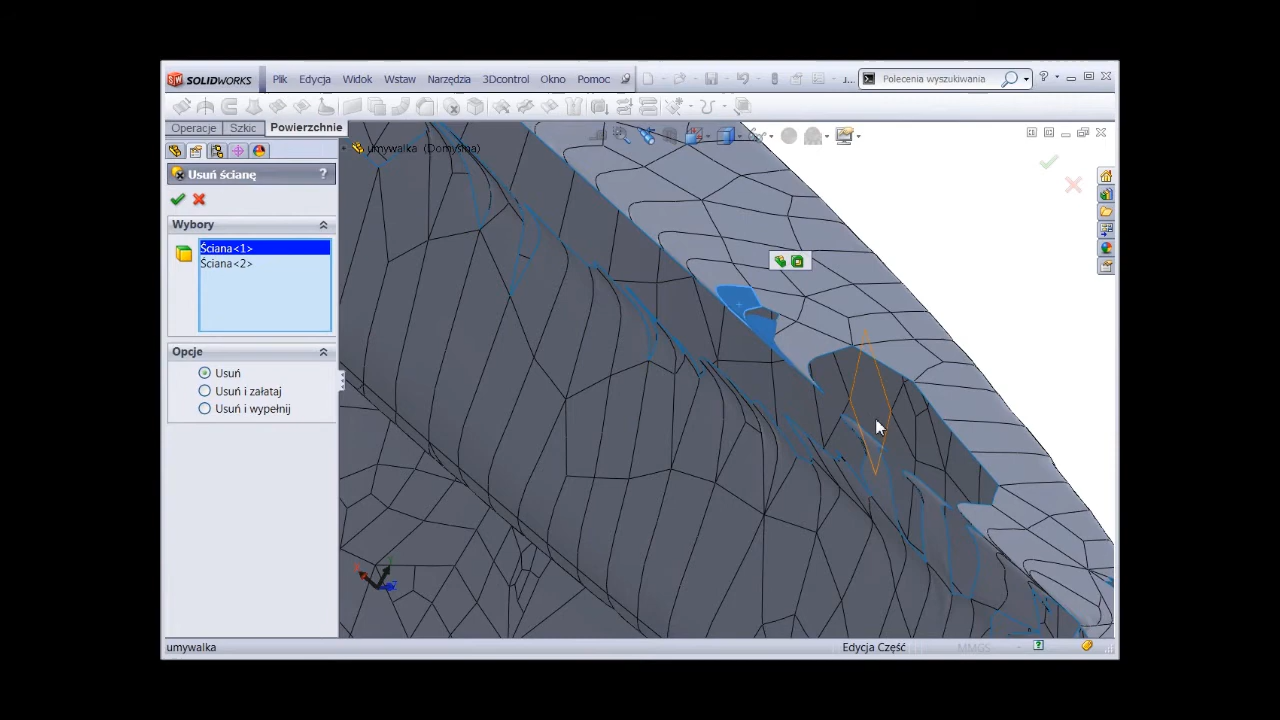 SOLIDWORKS Plik Edycja Widok Wstaw Narzędzia 3Dcontrol Okno Pomoc J... Polecenia wyszukiwania ?
Operacje Szkic Powierzchnie
umywalka (Domyślna)
Usuń ścianę ?
Wybory
Ściana<1>
Ściana<2>
Opcje
Usuń
Usuń i załataj
Usuń i wypełnij
umywalka Edycja Część MMGS ?